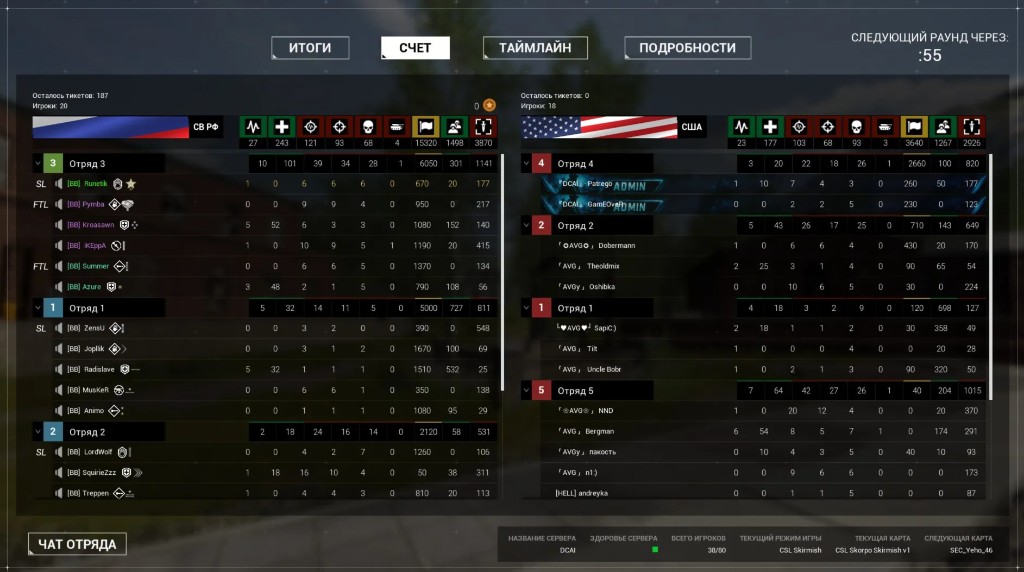 ИТОГИ СЧЕТ ТАЙМЛАЙН ПОДРОБНОСТИ
СЛЕДУЮЩИЙ РАУНД ЧЕРЕЗ:
:55
Осталось тикетов: 187
Игроки: 20
0
СВ РФ
27 243 121 93 68 4 15320 1498 3870
3 Отряд 3 10 101 39 34 28 1 6050 301 1141
SL [BB] Runetik 1 0 6 6 6 0 670 20 177
FTL [BB] Pymba 0 0 9 9 4 0 950 0 217
[BB] Kroasawn 5 52 6 3 3 0 1080 152 140
[BB] iKEppA 1 0 10 9 5 1 1190 20 415
FTL [BB] Summer 0 0 6 6 5 0 1370 0 134
[BB] Azure 3 48 2 1 5 0 790 108 56
1 Отряд 1 5 32 14 11 5 0 5000 727 811
SL [BB] ZensU 0 0 3 2 0 0 390 0 548
[BB] Joplik 0 0 3 1 2 0 1670 100 69
[BB] Radislave 5 32 1 1 1 0 1510 532 25
[BB] MusKeR 0 0 6 6 1 0 350 0 138
[BB] Animo 0 0 1 1 1 0 1080 95 29
2 Отряд 2 2 18 24 16 14 0 2120 58 531
SL [BB] LordWolf 0 0 4 2 7 0 1260 0 106
[BB] SquirieZzz 1 18 16 10 4 0 50 38 311
[BB] Treppen 1 0 4 4 3 0 810 20 113
Осталось тикетов: 0
Игроки: 18
США
23 177 103 68 93 3 3640 1267 2926
4 Отряд 4 3 20 22 18 26 1 2660 100 820
「DCAI」 Patrego ADMIN 1 10 7 4 3 0 260 50 177
「DCAI」 GamEOveR ADMIN 0 0 2 2 5 0 230 0 123
2 Отряд 2 5 43 26 17 25 0 710 143 649
「✪AVG✪」 Dobermann 1 0 6 6 4 0 430 20 170
「AVG」 Theoldmix 2 25 3 1 4 0 90 65 54
「AVGy」 Oshibka 0 0 10 6 5 0 30 0 224
1 Отряд 1 4 18 3 2 9 0 120 698 127
┗♥AVG♥┛ SapiC:) 2 18 1 1 2 0 30 358 49
「AVG」 Tilt 1 0 0 0 4 0 0 20 28
「AVG」 Uncle Bobr 1 0 2 1 3 0 90 320 50
5 Отряд 5 7 64 42 27 26 1 40 204 1015
「☉AVG☉」 NND 1 0 20 12 4 0 0 20 370
「AVG」 Bergman 6 54 8 5 7 1 0 174 291
「AVGy」 пакость 0 10 4 3 5 0 40 10 93
「AVG」 n1:) 0 0 9 6 6 0 0 0 173
[HELL] andreyka 0 0 1 1 5 0 0 0 87
ЧАТ ОТРЯДА
НАЗВАНИЕ СЕРВЕРА ЗДОРОВЬЕ СЕРВЕРА ВСЕГО ИГРОКОВ ТЕКУЩИЙ РЕЖИМ ИГРЫ ТЕКУЩАЯ КАРТА СЛЕДУЮЩАЯ КАРТА
DCAI 38/80 CSL Skirmish CSL Skorpo Skirmish v1 SEC_Yeho_46